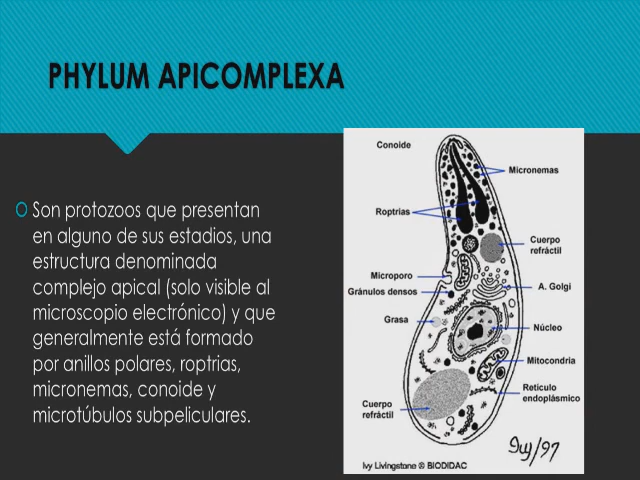 PHYLUM APICOMPLEXA
Son protozoos que presentan
en alguno de sus estadios, una
estructura denominada
complejo apical (solo visible al
microscopio electrónico) y que
generalmente está formado
por anillos polares, roptrias,
micronemas, conoide y
microtúbulos subpeliculares.
Conoide
Micronemas
Roptrias
Cuerpo
refráctil
Microporo
A. Golgi
Gránulos densos
Grasa
Núcleo
Mitocondria
Retículo
endoplásmico
Cuerpo
refráctil
Ivy Livingstone © BIODIDAC